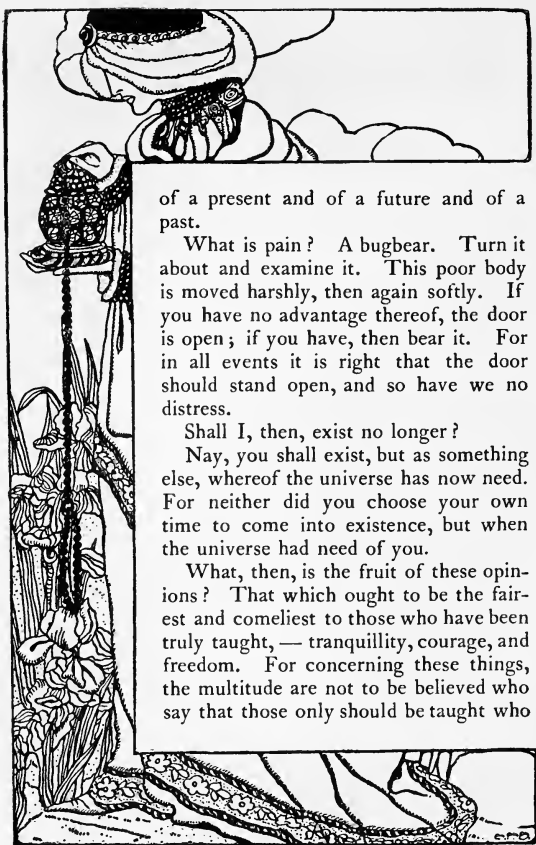 of a present and of a future and of a
past.
What is pain? A bugbear. Turn it
about and examine it. This poor body
is moved harshly, then again softly. If
you have no advantage thereof, the door
is open; if you have, then bear it. For
in all events it is right that the door
should stand open, and so have we no
distress.
Shall I, then, exist no longer?
Nay, you shall exist, but as something
else, whereof the universe has now need.
For neither did you choose your own
time to come into existence, but when
the universe had need of you.
What, then, is the fruit of these opin-
ions? That which ought to be the fair-
est and comeliest to those who have been
truly taught, — tranquillity, courage, and
freedom. For concerning these things,
the multitude are not to be believed who
say that those only should be taught who